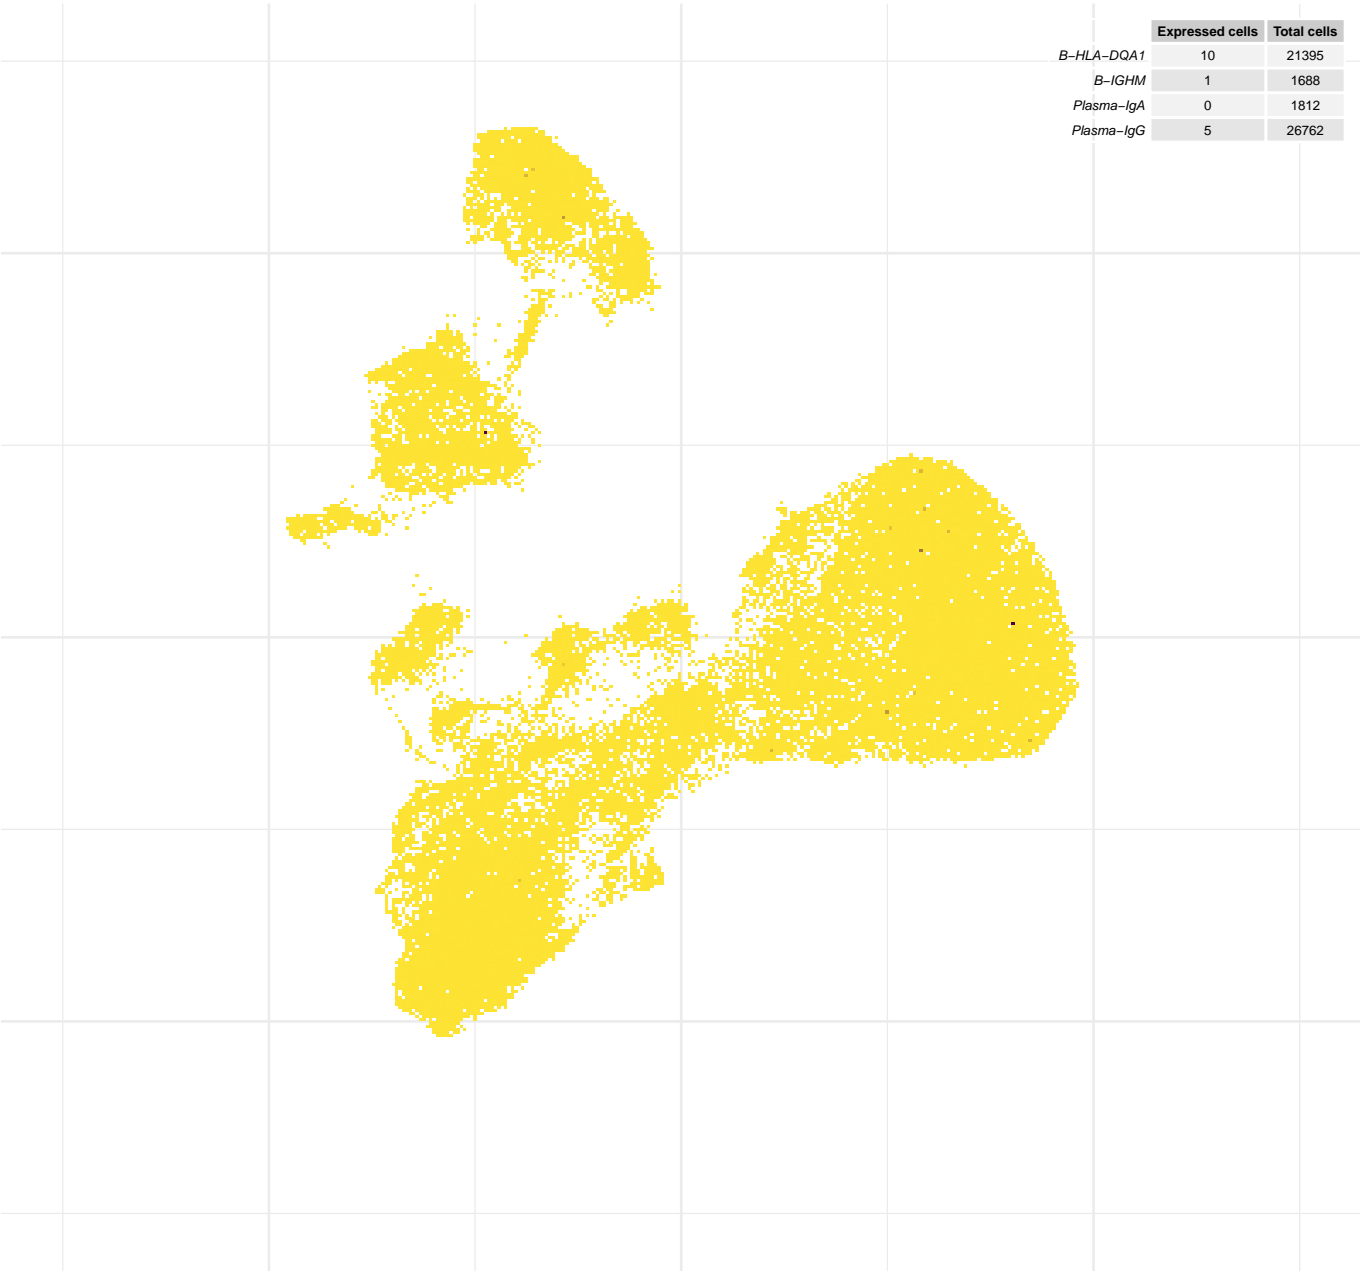 Expressed cells Total cells
B−HLA−DQA1 10 21395
B−IGHM 1 1688
Plasma−IgA 0 1812
Plasma−IgG 5 26762